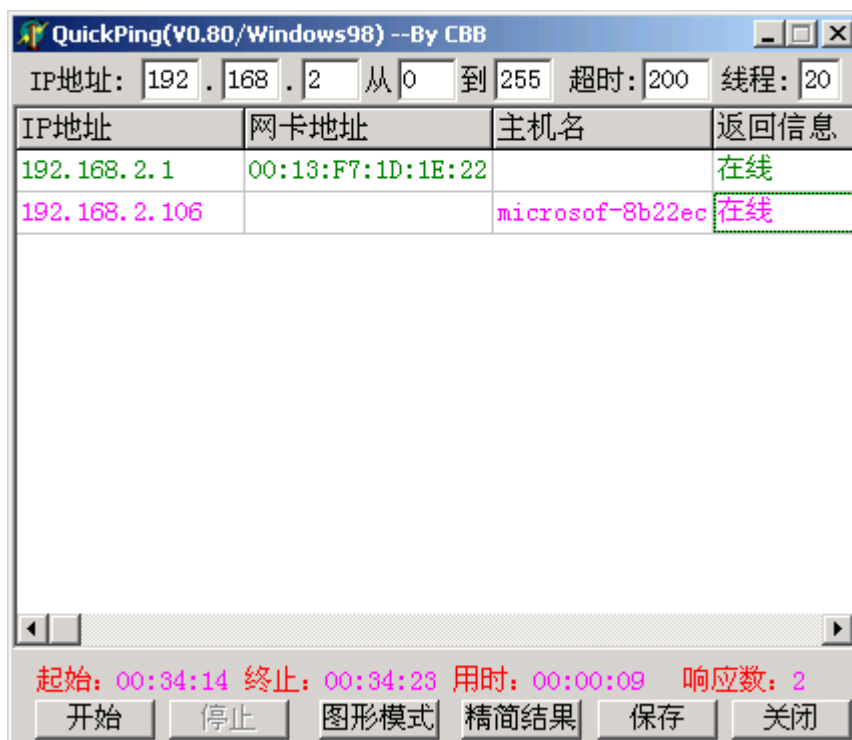 QuickPing(V0.80/Windows98) --By CBB
IP地址: 192 . 168 . 2 从 0 到 255 超时: 200 线程: 20
IP地址 网卡地址 主机名 返回信息
192.168.2.1 00:13:F7:1D:1E:22 在线
192.168.2.106 microsof-8b22ec 在线
起始: 00:34:14 终止: 00:34:23 用时: 00:00:09 响应数: 2
开始 停止 图形模式 精简结果 保存 关闭